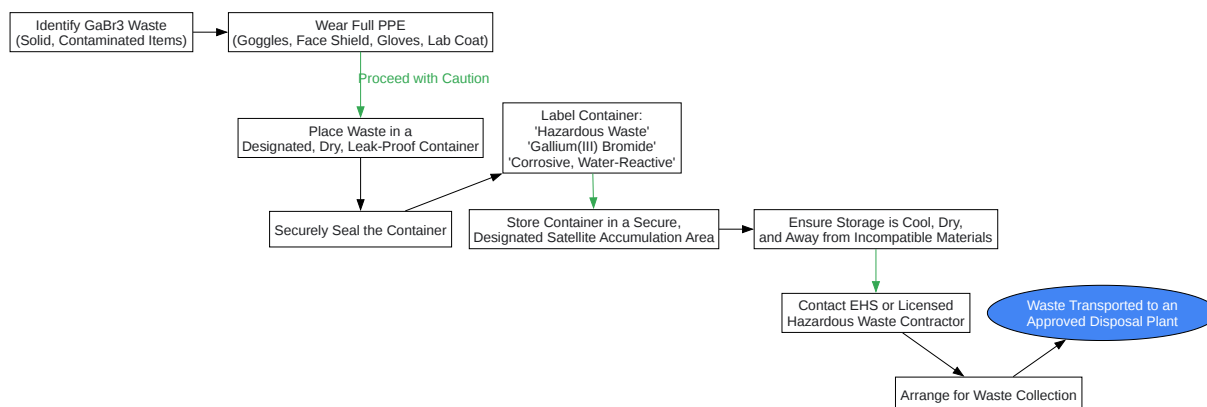 Identify GaBr3 Waste
(Solid, Contaminated Items)
Wear Full PPE
(Goggles, Face Shield, Gloves, Lab Coat)
Proceed with Caution
Place Waste in a
Designated, Dry, Leak-Proof Container
Securely Seal the Container
Label Container:
'Hazardous Waste'
'Gallium(III) Bromide'
'Corrosive, Water-Reactive'
Store Container in a Secure,
Designated Satellite Accumulation Area
Ensure Storage is Cool, Dry,
and Away from Incompatible Materials
Contact EHS or Licensed
Hazardous Waste Contractor
Arrange for Waste Collection
Waste Transported to an
Approved Disposal Plant